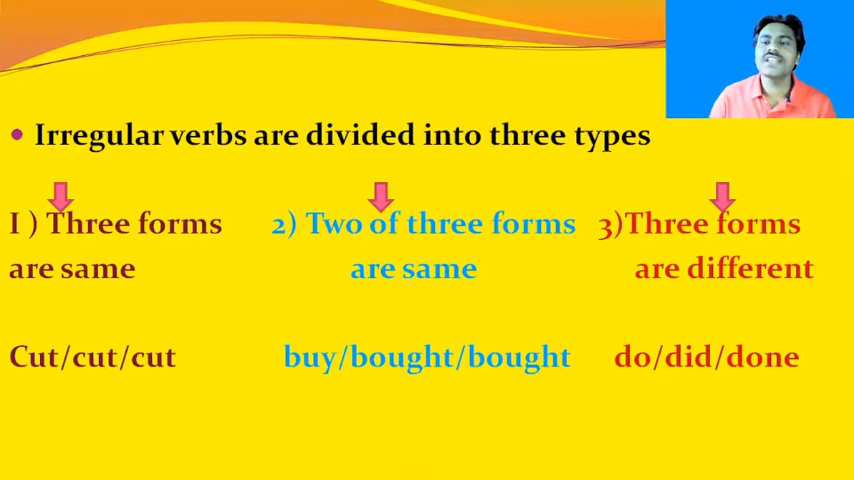 Irregular verbs are divided into three types
I ) Three forms 2) Two of three forms 3)Three forms
are same are same are different
Cut/cut/cut buy/bought/bought do/did/done